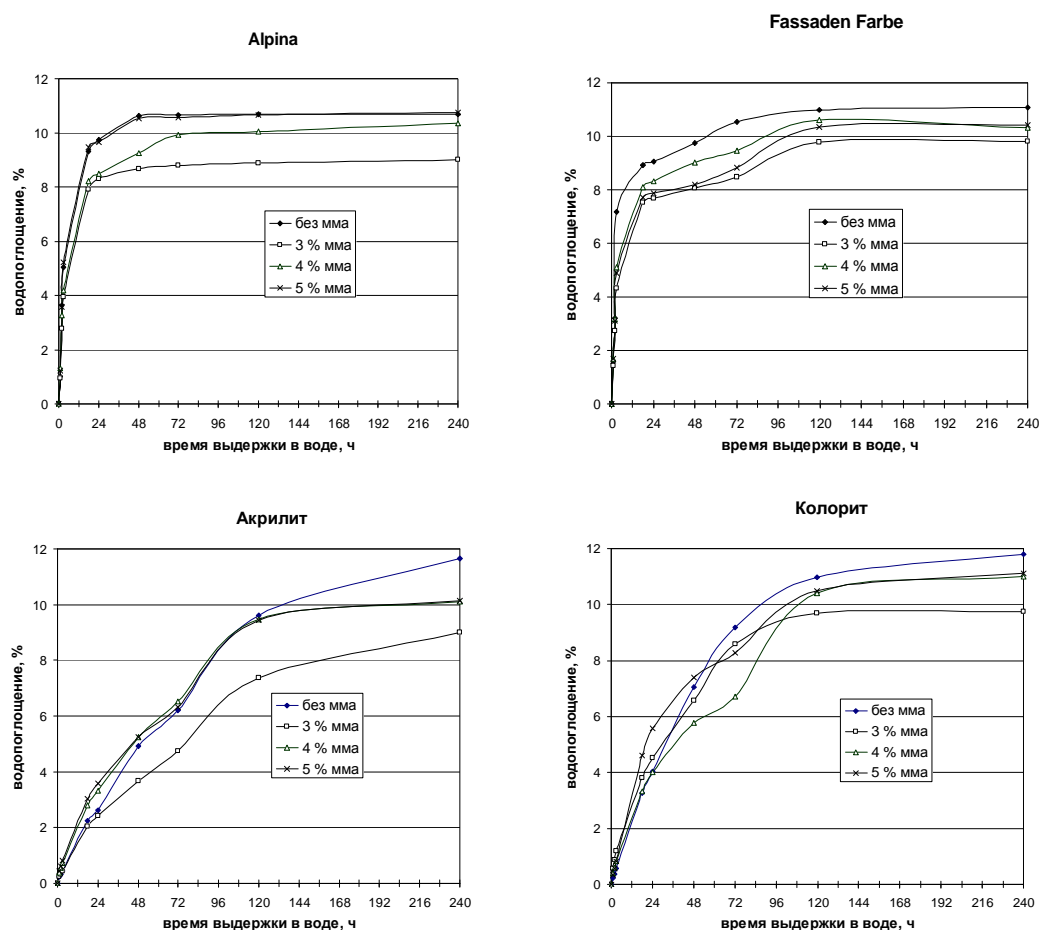 Alpina
12
10
8
6
4
2
0
водопоглощение, %
без мма
3 % мма
4 % мма
5 % мма
0 24 48 72 96 120 144 168 192 216 240
время выдержки в воде, ч
Fassaden Farbe
12
10
8
6
4
2
0
водопоглощение, %
без мма
3 % мма
4 % мма
5 % мма
0 24 48 72 96 120 144 168 192 216 240
время выдержки в воде, ч
Акрилит
12
10
8
6
4
2
0
водопоглощение, %
без мма
3 % мма
4 % мма
5 % мма
0 24 48 72 96 120 144 168 192 216 240
время выдержки в воде, ч
Колорит
12
10
8
6
4
2
0
водопоглощение, %
без мма
3 % мма
4 % мма
5 % мма
0 24 48 72 96 120 144 168 192 216 240
время выдержки в воде, ч